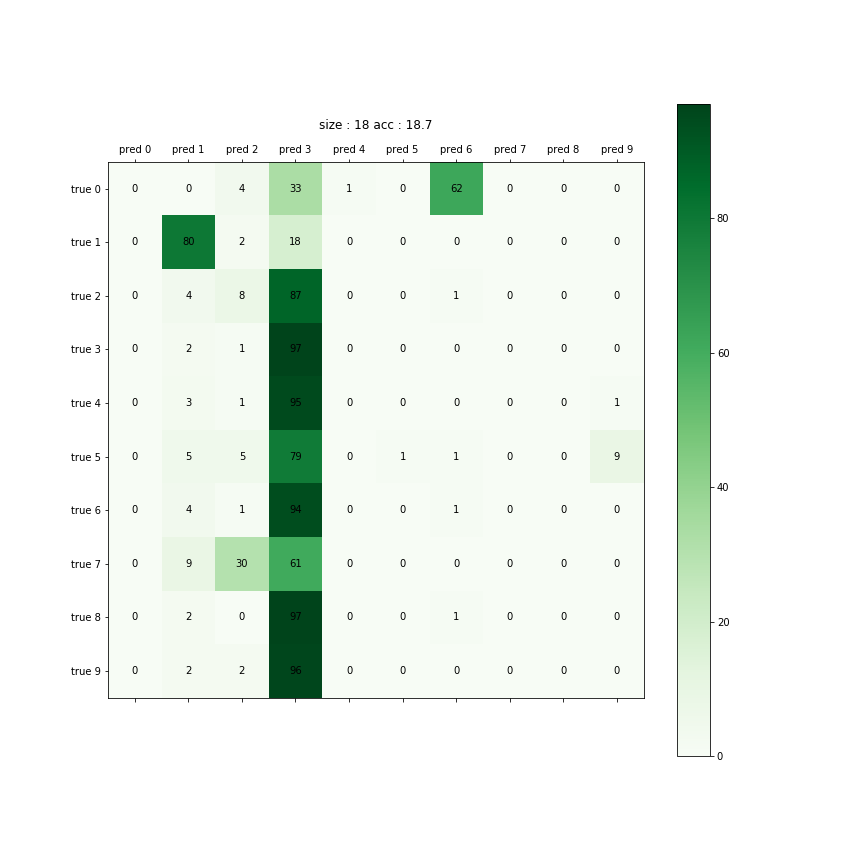 size : 18 acc : 18.7
pred 0 pred 1 pred 2 pred 3 pred 4 pred 5 pred 6 pred 7 pred 8 pred 9
true 0 0 0 4 33 1 0 62 0 0 0
true 1 0 80 2 18 0 0 0 0 0 0
true 2 0 4 8 87 0 0 1 0 0 0
true 3 0 2 1 97 0 0 0 0 0 0
true 4 0 3 1 95 0 0 0 0 0 1
true 5 0 5 5 79 0 1 1 0 0 9
true 6 0 4 1 94 0 0 1 0 0 0
true 7 0 9 30 61 0 0 0 0 0 0
true 8 0 2 0 97 0 0 1 0 0 0
true 9 0 2 2 96 0 0 0 0 0 0
80
60
40
20
0